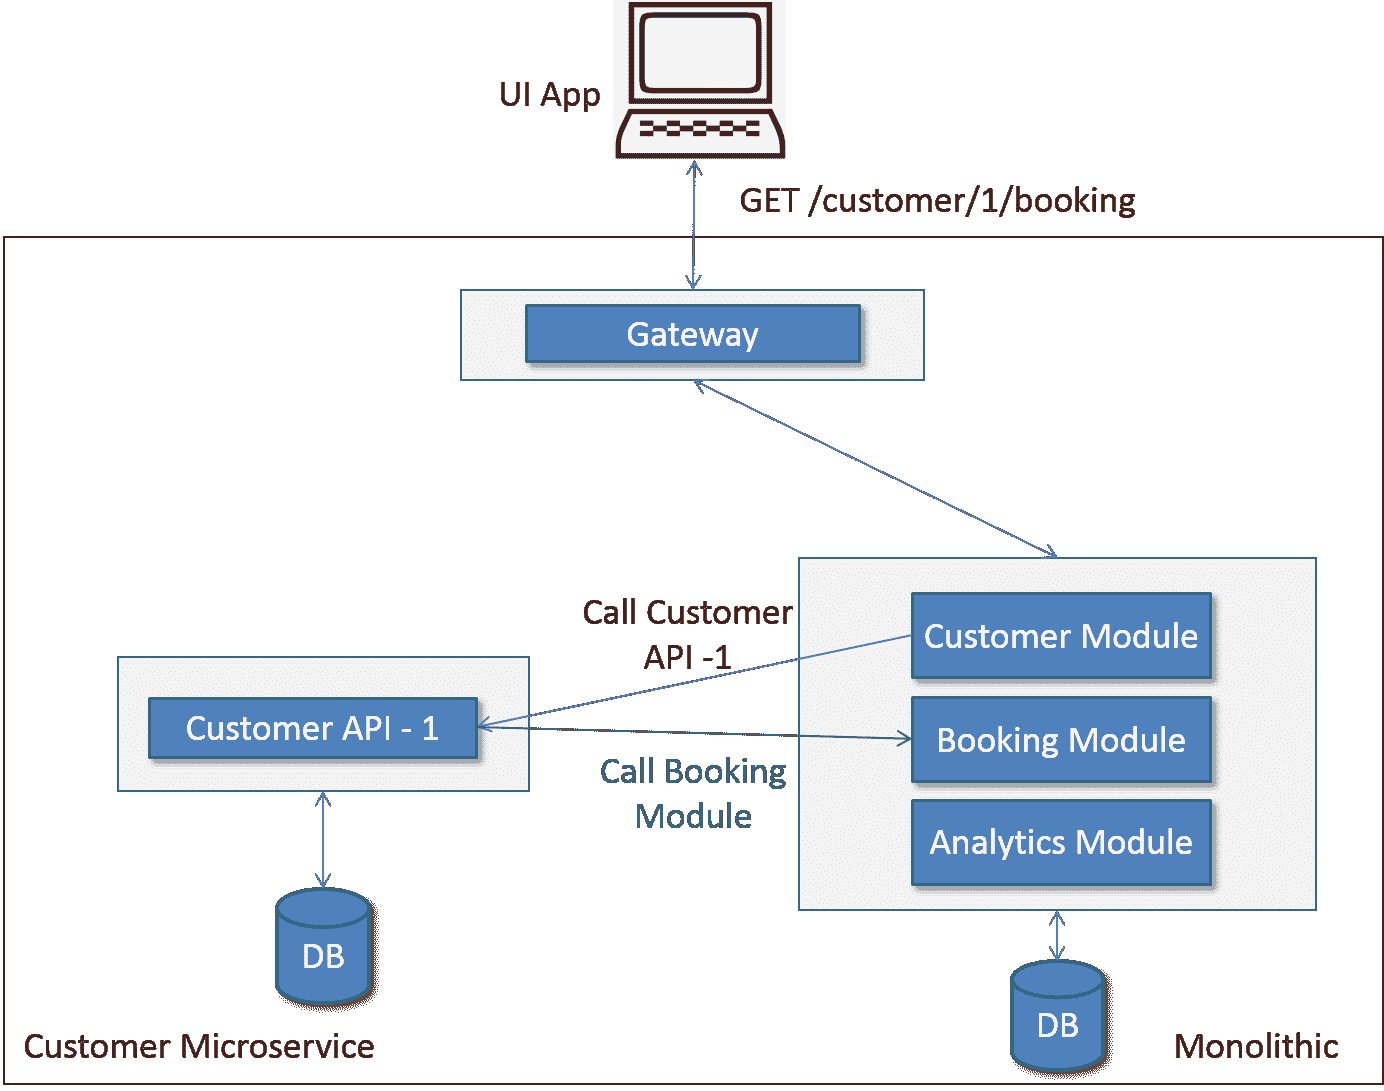 UI App
GET /customer/1/booking
Gateway
Call Customer
API -1
Customer Module
Customer API - 1
Booking Module
Call Booking
Module
Analytics Module
DB
DB
Customer Microservice
Monolithic